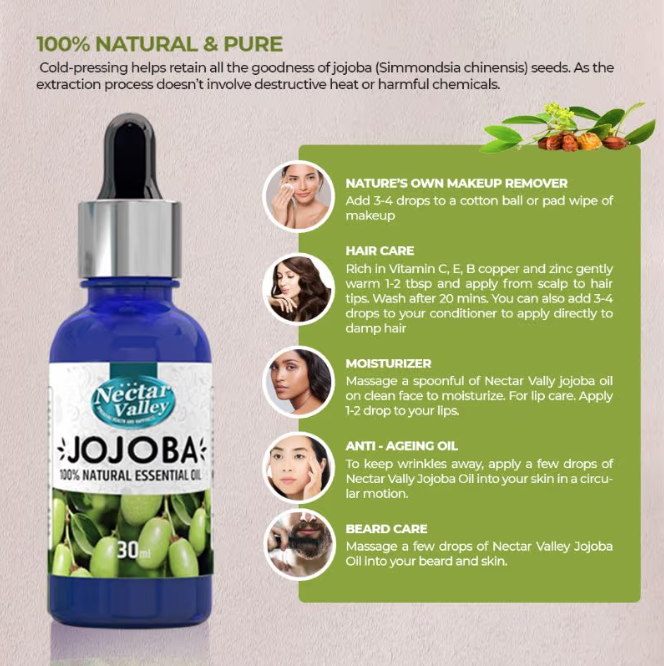 100% NATURAL & PURE
Cold-pressing helps retain all the goodness of jojoba (Simmondsia chinensis) seeds. As the
extraction process doesn't involve destructive heat or harmful chemicals.
NATURE'S OWN MAKEUP REMOVER
Add 3-4 drops to a cotton ball or pad wipe of
makeup
HAIR CARE
Rich in Vitamin C, E, B copper and zinc gently
warm 1-2 tbsp and apply from scalp to hair
tips. Wash after 20 mins. You can also add 3-4
drops to your conditioner to apply directly to
damp hair
MOISTURIZER
Massage a spoonful of Nectar Vally jojoba oil
on clean face to moisturize. For lip care. Apply
1-2 drop to your lips.
ANTI - AGEING OIL
To keep wrinkles away, apply a few drops of
Nectar Vally Jojoba Oil into your skin in a circu-
lar motion.
BEARD CARE
Massage a few drops of Nectar Valley Jojoba
Oil into your beard and skin.
Nectar
Valley
JOJOBA
100% NATURAL ESSENTIAL OIL
30ml